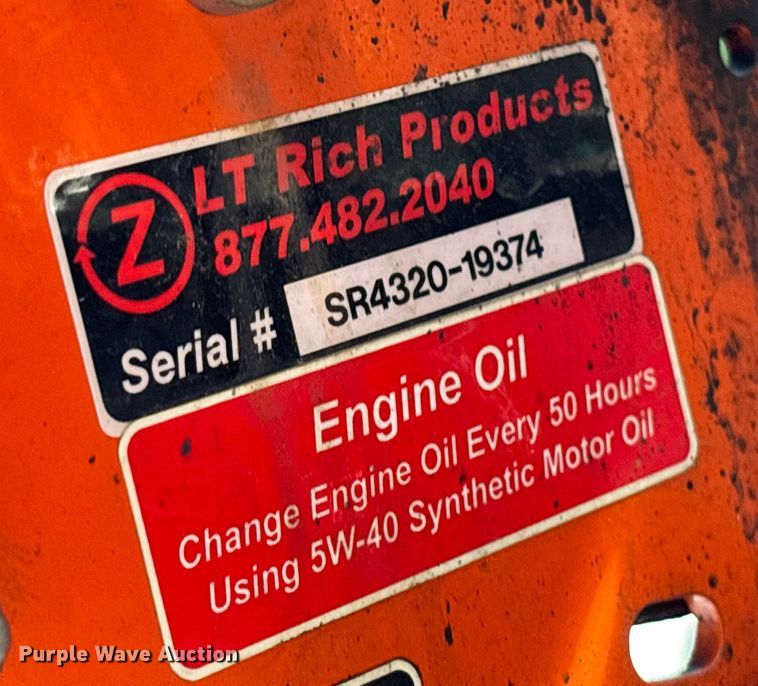 Z
LT Rich Products
877.482.2040
Serial # SR4320-19374
Engine Oil
Change Engine Oil Every 50 Hours
Using 5W-40 Synthetic Motor Oil
Purple Wave Auction